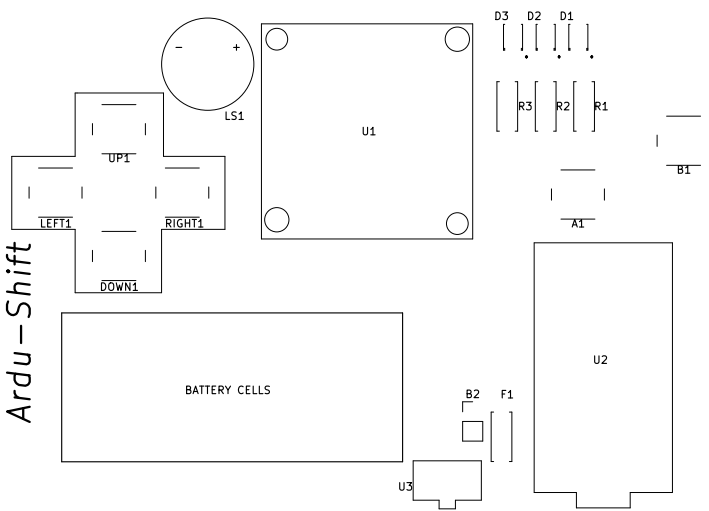 D3 D2 D1
- +
LS1
R3 R2 R1
U1
UP1
B1
LEFT1 RIGHT1
A1
DOWN1
Ardu-Shift
U2
BATTERY CELLS
B2 F1
U3